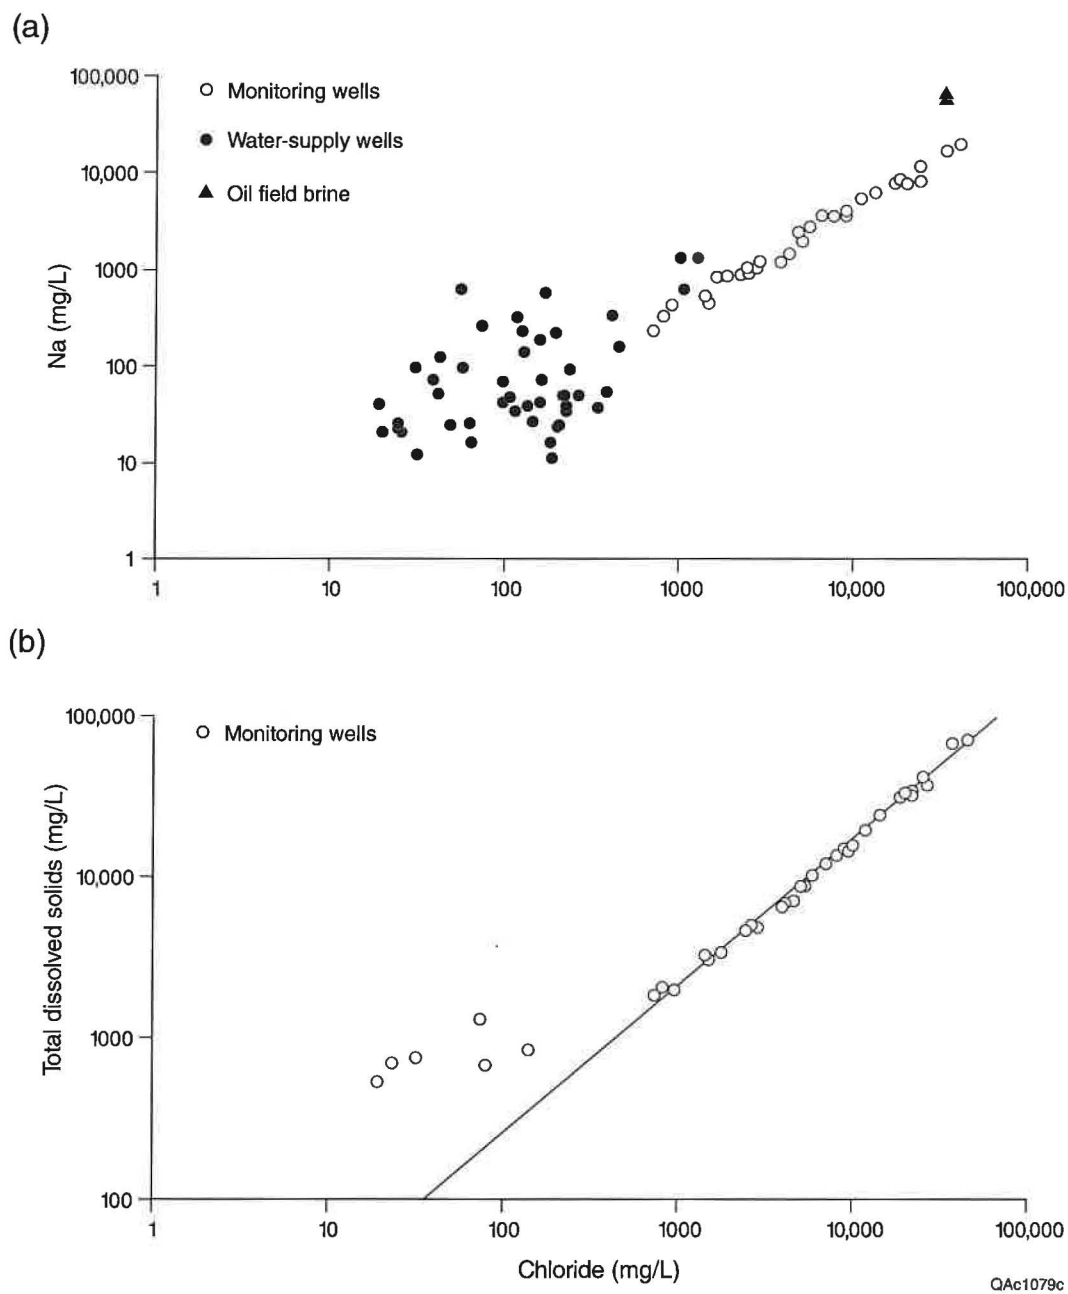 (a)
100,000
10,000
1000
100
10
1
Na (mg/L)
Monitoring wells
Water-supply wells
Oil field brine
1 10 100 1000 10,000 100,000
(b)
100,000
10,000
1000
100
Total dissolved solids (mg/L)
Monitoring wells
1 10 100 1000 10,000 100,000
Chloride (mg/L)
QAc1079c